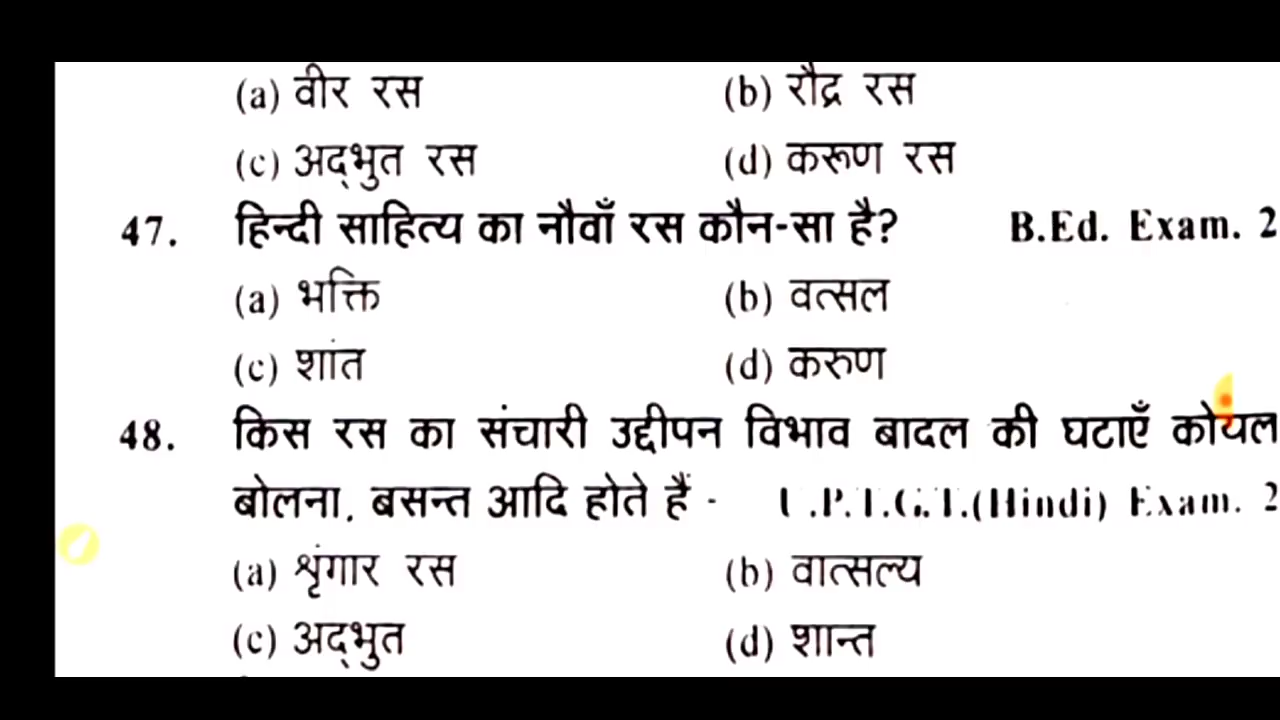 (a) वीर रस (b) रौद्र रस
(c) अद्भुत रस (d) करूण रस
47. हिन्दी साहित्य का नौवाँ रस कौन-सा है? B.Ed. Exam. 2
(a) भक्ति (b) वत्सल
(c) शांत (d) करुण
48. किस रस का संचारी उद्दीपन विभाव बादल की घटाएँ कोयल
बोलना, बसन्त आदि होते हैं - U.P.T.G.T.(Hindi) Exam. 2
(a) शृंगार रस (b) वात्सल्य
(c) अद्भुत (d) शान्त